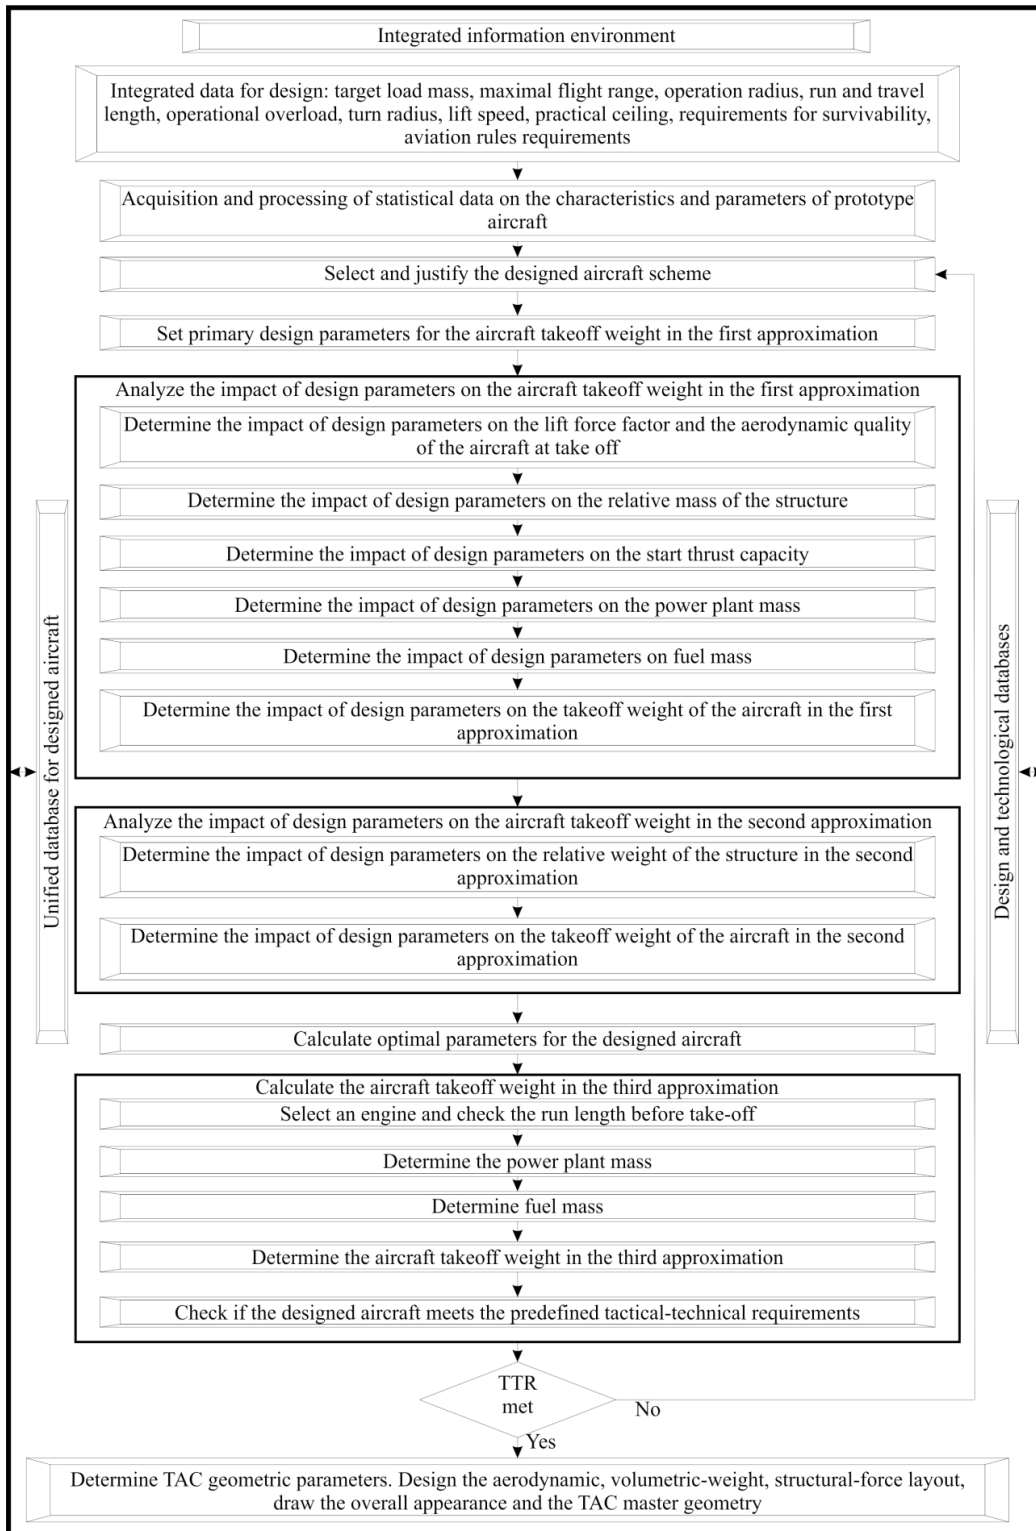 Integrated information environment
Integrated data for design: target load mass, maximal flight range, operation radius, run and travel
length, operational overload, turn radius, lift speed, practical ceiling, requirements for survivability,
aviation rules requirements
Acquisition and processing of statistical data on the characteristics and parameters of prototype
aircraft
Select and justify the designed aircraft scheme
Set primary design parameters for the aircraft takeoff weight in the first approximation
Analyze the impact of design parameters on the aircraft takeoff weight in the first approximation
Determine the impact of design parameters on the lift force factor and the aerodynamic quality
of the aircraft at take off
Determine the impact of design parameters on the relative mass of the structure
Determine the impact of design parameters on the start thrust capacity
Determine the impact of design parameters on the power plant mass
Determine the impact of design parameters on fuel mass
Determine the impact of design parameters on the takeoff weight of the aircraft in the first
approximation
Unified database for designed aircraft
Design and technological databases
Analyze the impact of design parameters on the aircraft takeoff weight in the second approximation
Determine the impact of design parameters on the relative weight of the structure in the second
approximation
Determine the impact of design parameters on the takeoff weight of the aircraft in the second
approximation
Calculate optimal parameters for the designed aircraft
Calculate the aircraft takeoff weight in the third approximation
Select an engine and check the run length before take-off
Determine the power plant mass
Determine fuel mass
Determine the aircraft takeoff weight in the third approximation
Check if the designed aircraft meets the predefined tactical-technical requirements
TTR
met
No
Yes
Determine TAC geometric parameters. Design the aerodynamic, volumetric-weight, structural-force layout,
draw the overall appearance and the TAC master geometry